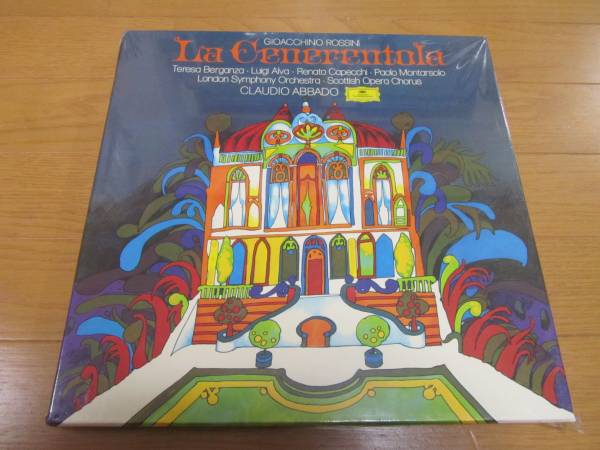 GIOACCHINO ROSSINI
La Cenerentola
Teresa Berganza · Luigi Alva · Renato Capecchi · Paolo Montarsolo
London Symphony Orchestra · Scottish Opera Chorus
CLAUDIO ABBADO